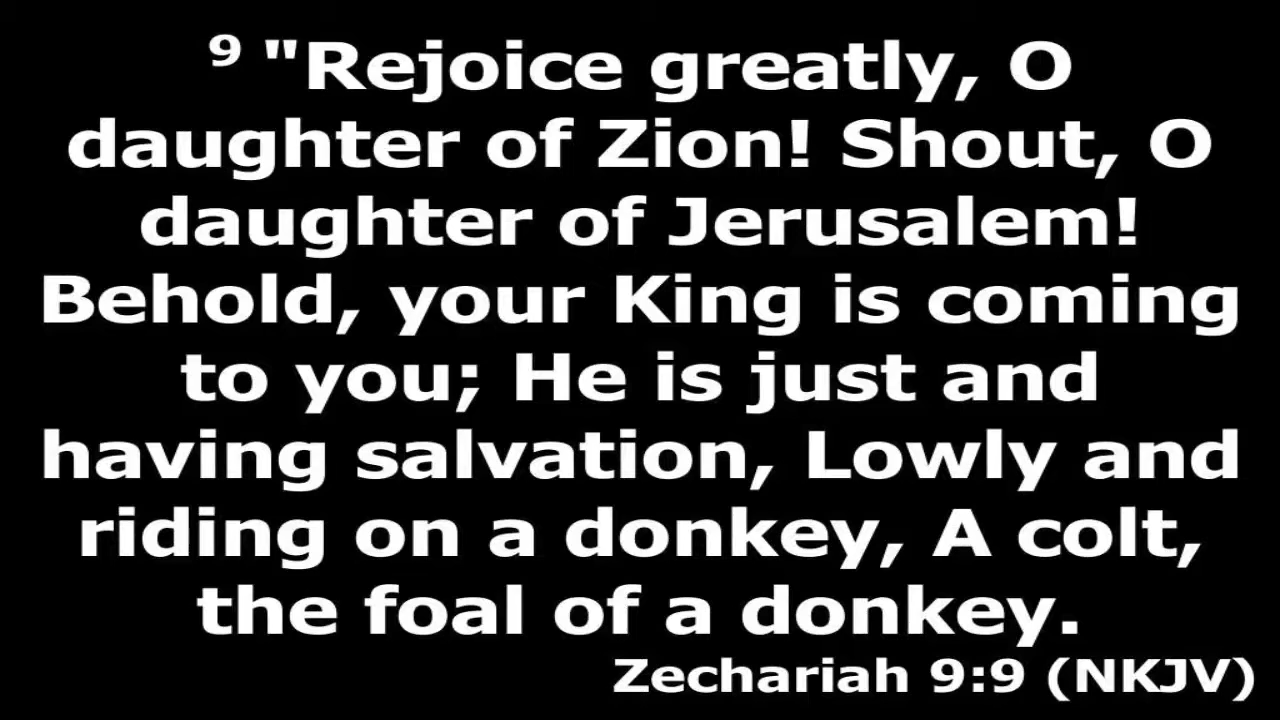 9 "Rejoice greatly, O
daughter of Zion! Shout, O
daughter of Jerusalem!
Behold, your King is coming
to you; He is just and
having salvation, Lowly and
riding on a donkey, A colt,
the foal of a donkey.
Zechariah 9:9 (NKJV)